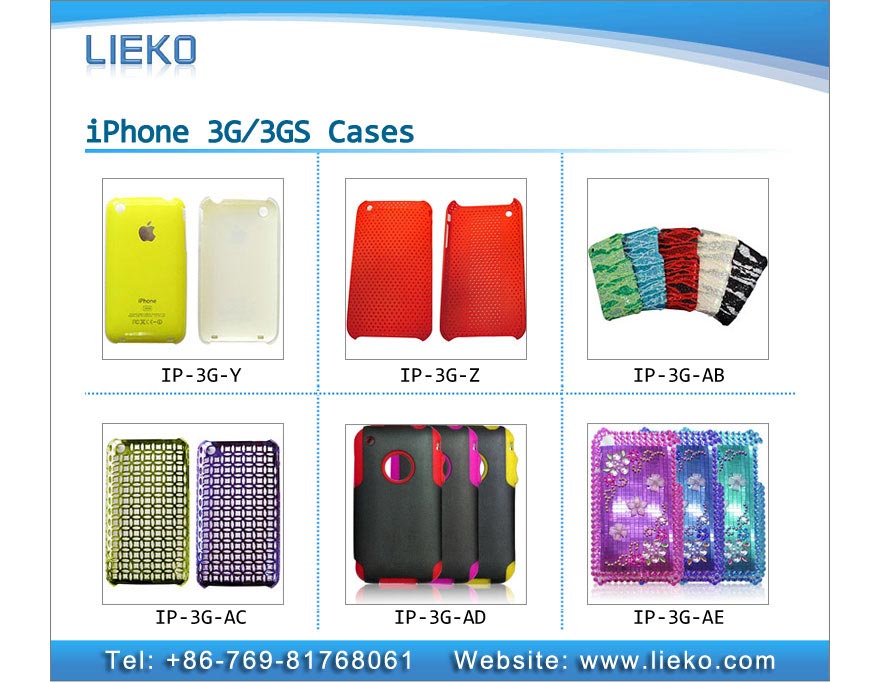 LIEKO
iPhone 3G/3GS Cases
iPhone
IP-3G-Y
IP-3G-Z
IP-3G-AB
IP-3G-AC
IP-3G-AD
IP-3G-AE
Tel: +86-769-81768061 Website: www.lieko.com